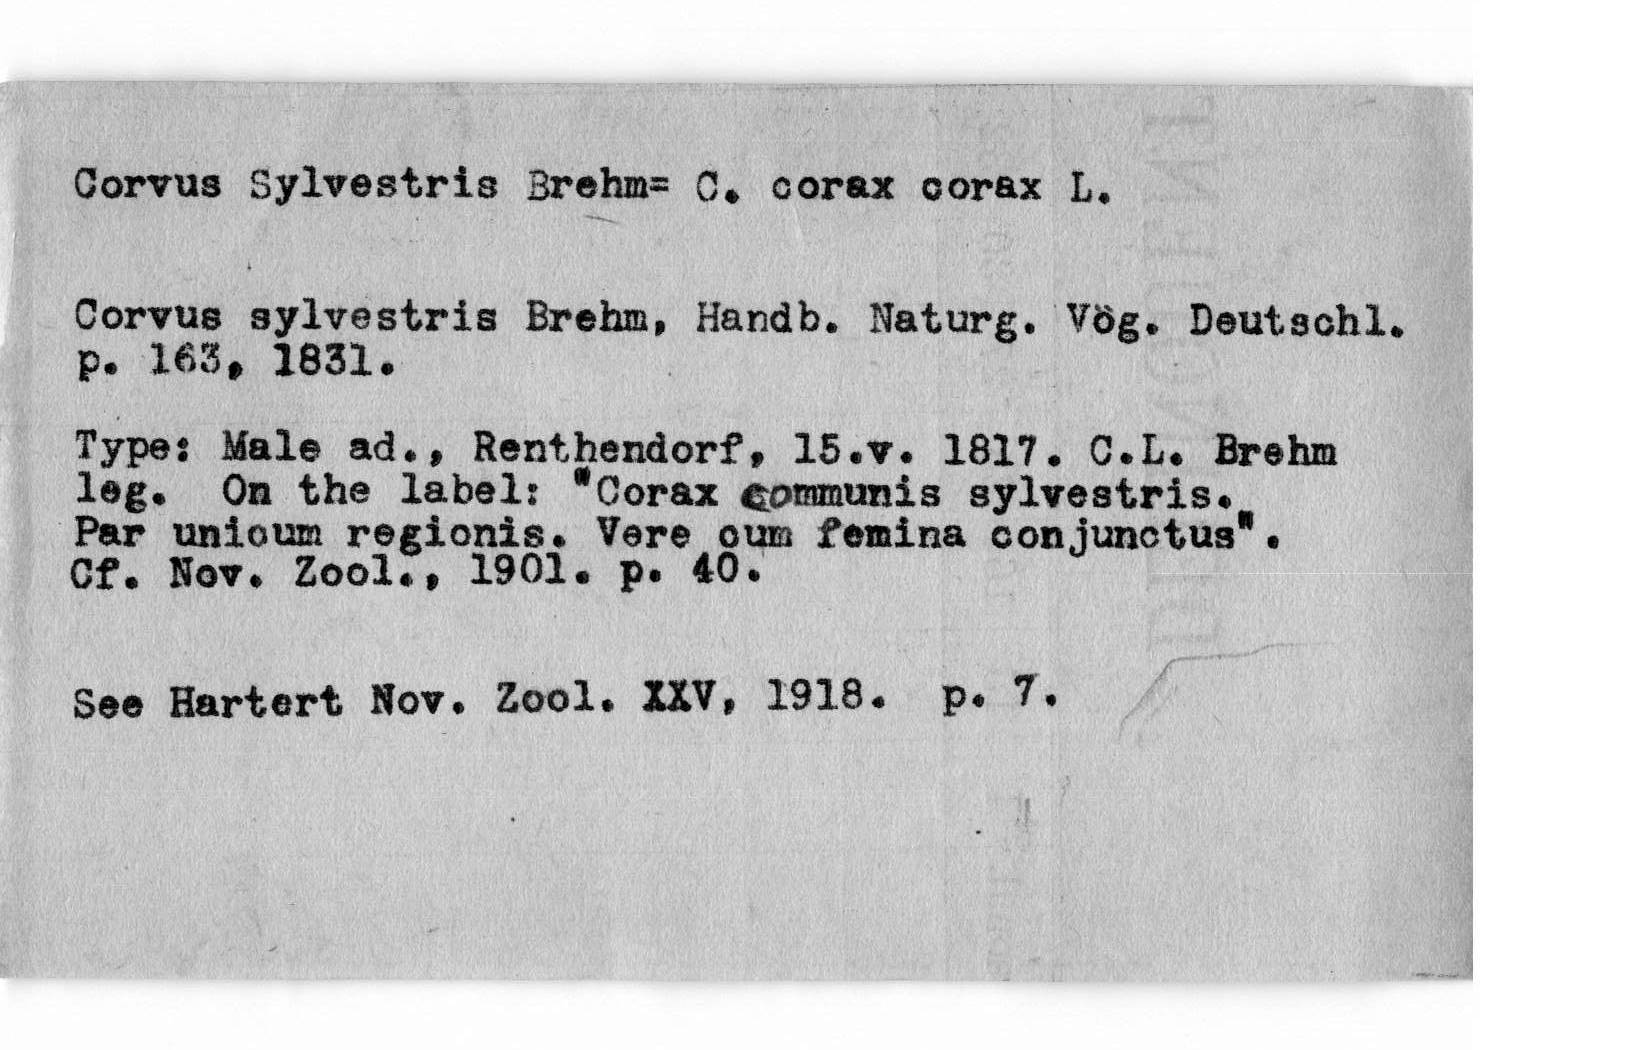 Corvus Sylvestris Brehm= C. corax corax L.
Corvus sylvestris Brehm, Handb. Naturg. Vög. Deutschl.
p. 163, 1831.
Type: Male ad., Renthendorf, 15.v. 1817. C.L. Brehm
leg. On the label: "Corax communis sylvestris.
Par unicum regionis. Vere cum femina conjunctus".
Cf. Nov. Zool., 1901. p. 40.
See Hartert Nov. Zool. XXV, 1918. p. 7.